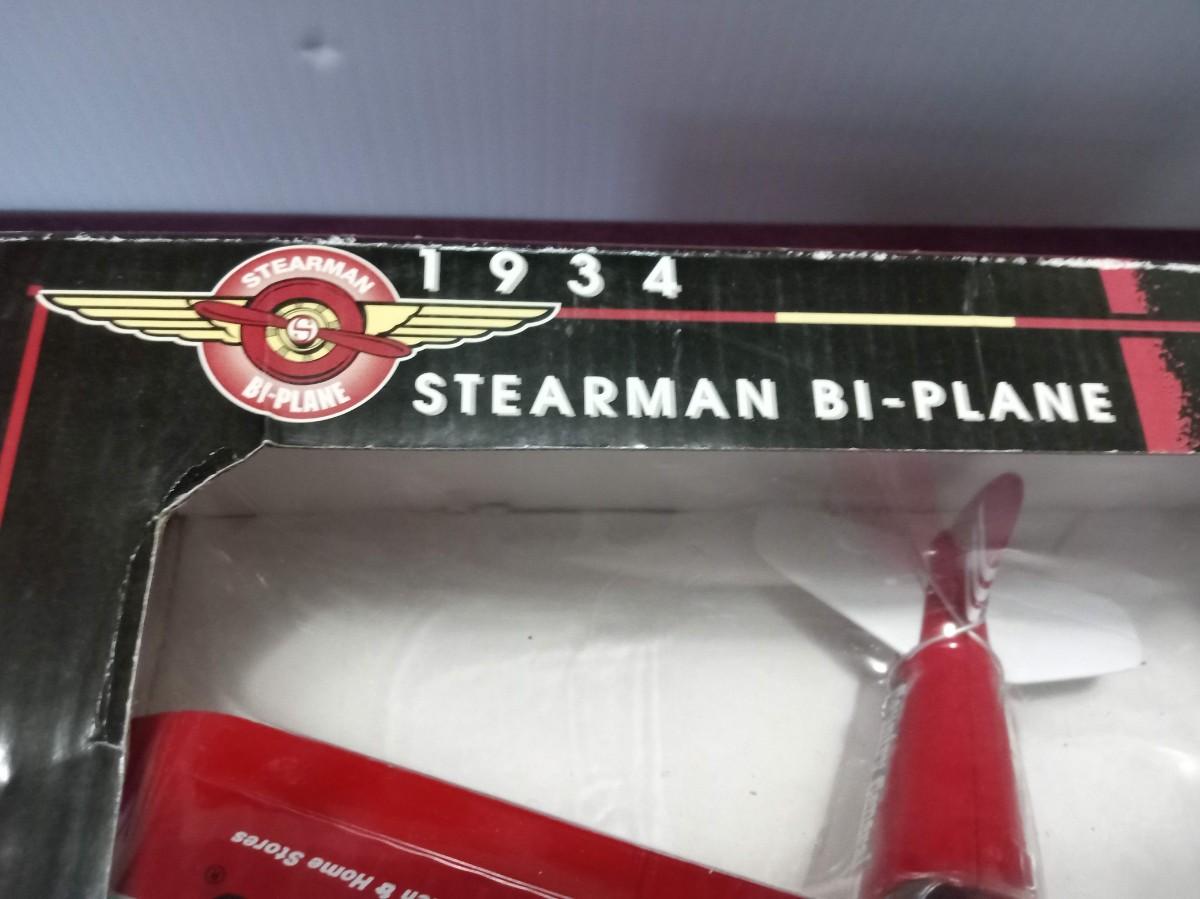 STEARMAN
S
BI-PLANE
1934
STEARMAN BI-PLANE
& Home Stores
®